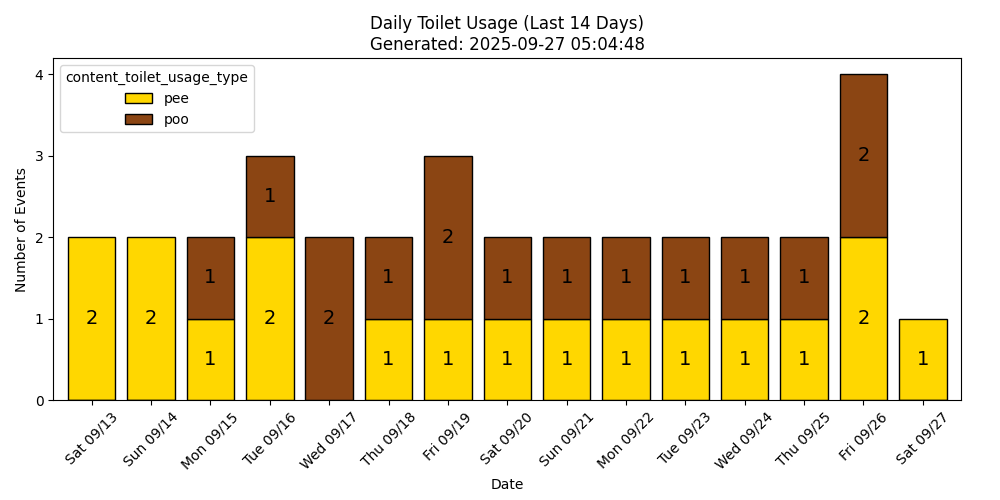 Daily Toilet Usage (Last 14 Days)
Generated: 2025-09-27 05:04:48
content_toilet_usage_type
pee
poo
Number of Events
4
3
2
1
0
2
2
1
1
1
2
2
1
1
2
1
1
1
1
1
1
1
1
1
1
1
1
1
1
2
2
1
Sat 09/13
Sun 09/14
Mon 09/15
Tue 09/16
Wed 09/17
Thu 09/18
Fri 09/19
Sat 09/20
Sun 09/21
Mon 09/22
Tue 09/23
Wed 09/24
Thu 09/25
Fri 09/26
Sat 09/27
Date